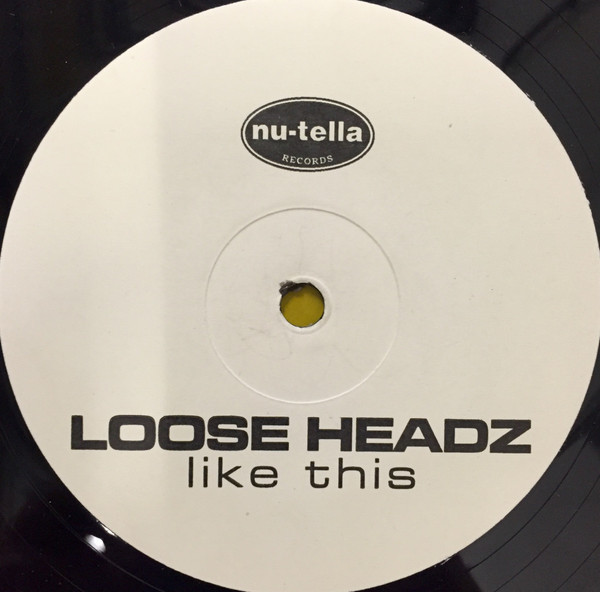 nu-tella
RECORDS
LOOSE HEADZ
like this